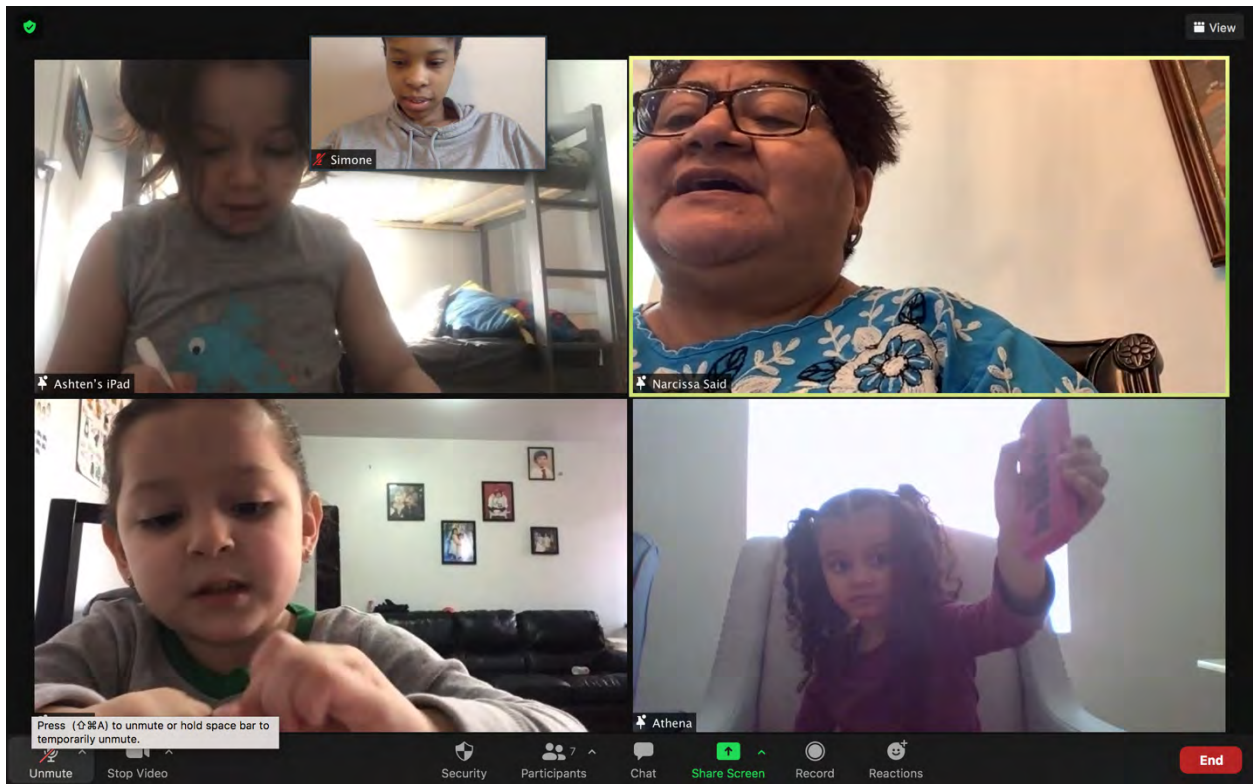 View
Simone
Ashten's iPad
Narcissa Said
Athena
Press (⇧⌘A) to unmute or hold space bar to
temporarily unmute.
Unmute
Stop Video
Security
Participants
7
Chat
Share Screen
Record
Reactions
End